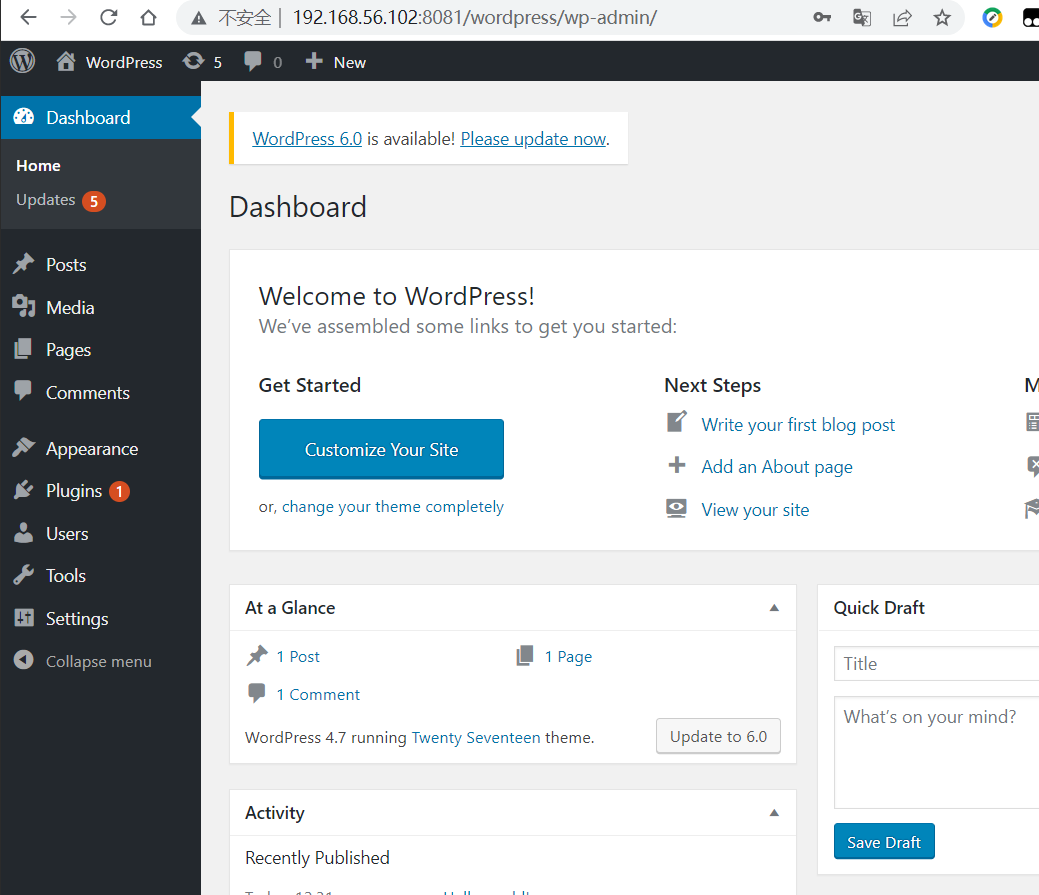 不安全 | 192.168.56.102:8081/wordpress/wp-admin/
WordPress 5 0 New
Dashboard
Home
Updates 5
Posts
Media
Pages
Comments
Appearance
Plugins 1
Users
Tools
Settings
Collapse menu
WordPress 6.0 is available! Please update now.
Dashboard
Welcome to WordPress!
We've assembled some links to get you started:
Get Started
Customize Your Site
or, change your theme completely
Next Steps
Write your first blog post
Add an About page
View your site
M
At a Glance
1 Post
1 Page
1 Comment
WordPress 4.7 running Twenty Seventeen theme.
Update to 6.0
Activity
Recently Published
Quick Draft
Title
What's on your mind?
Save Draft